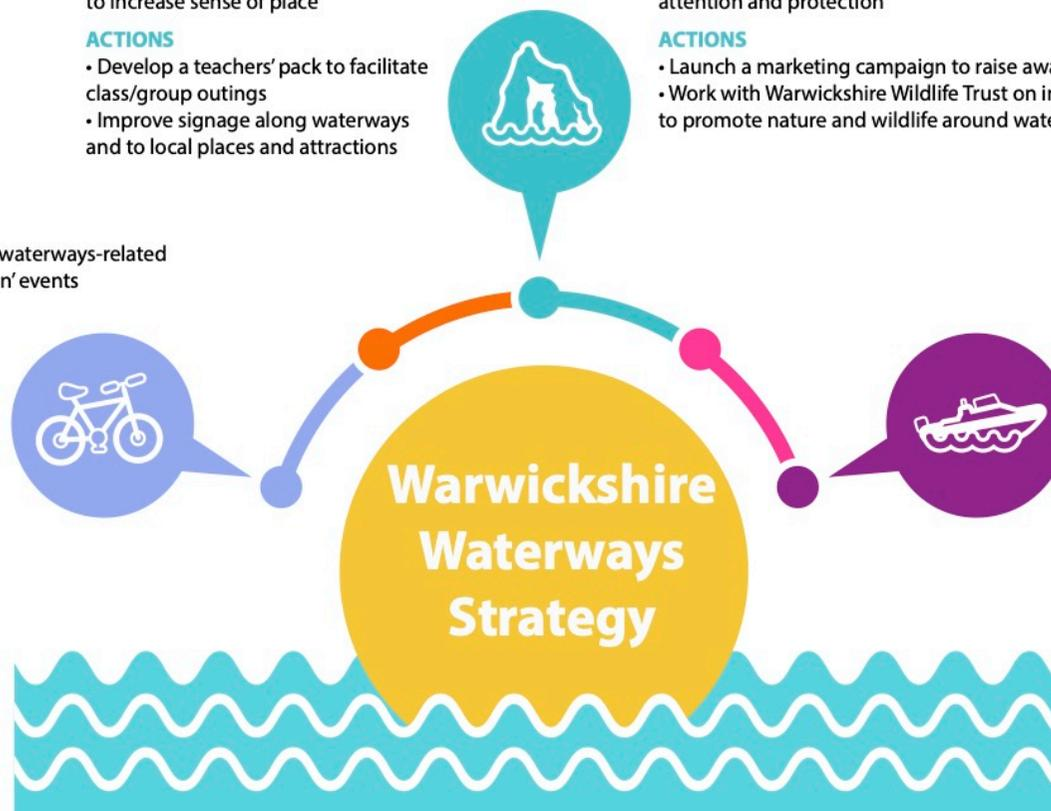 to increase sense of place
ACTIONS
• Develop a teachers' pack to facilitate
class/group outings
• Improve signage along waterways
and to local places and attractions
attention and protection
ACTIONS
• Launch a marketing campaign to raise
• Work with Warwickshire Wildlife Trust on
to promote nature and wildlife around
waterways-related
events
Warwickshire
Waterways
Strategy